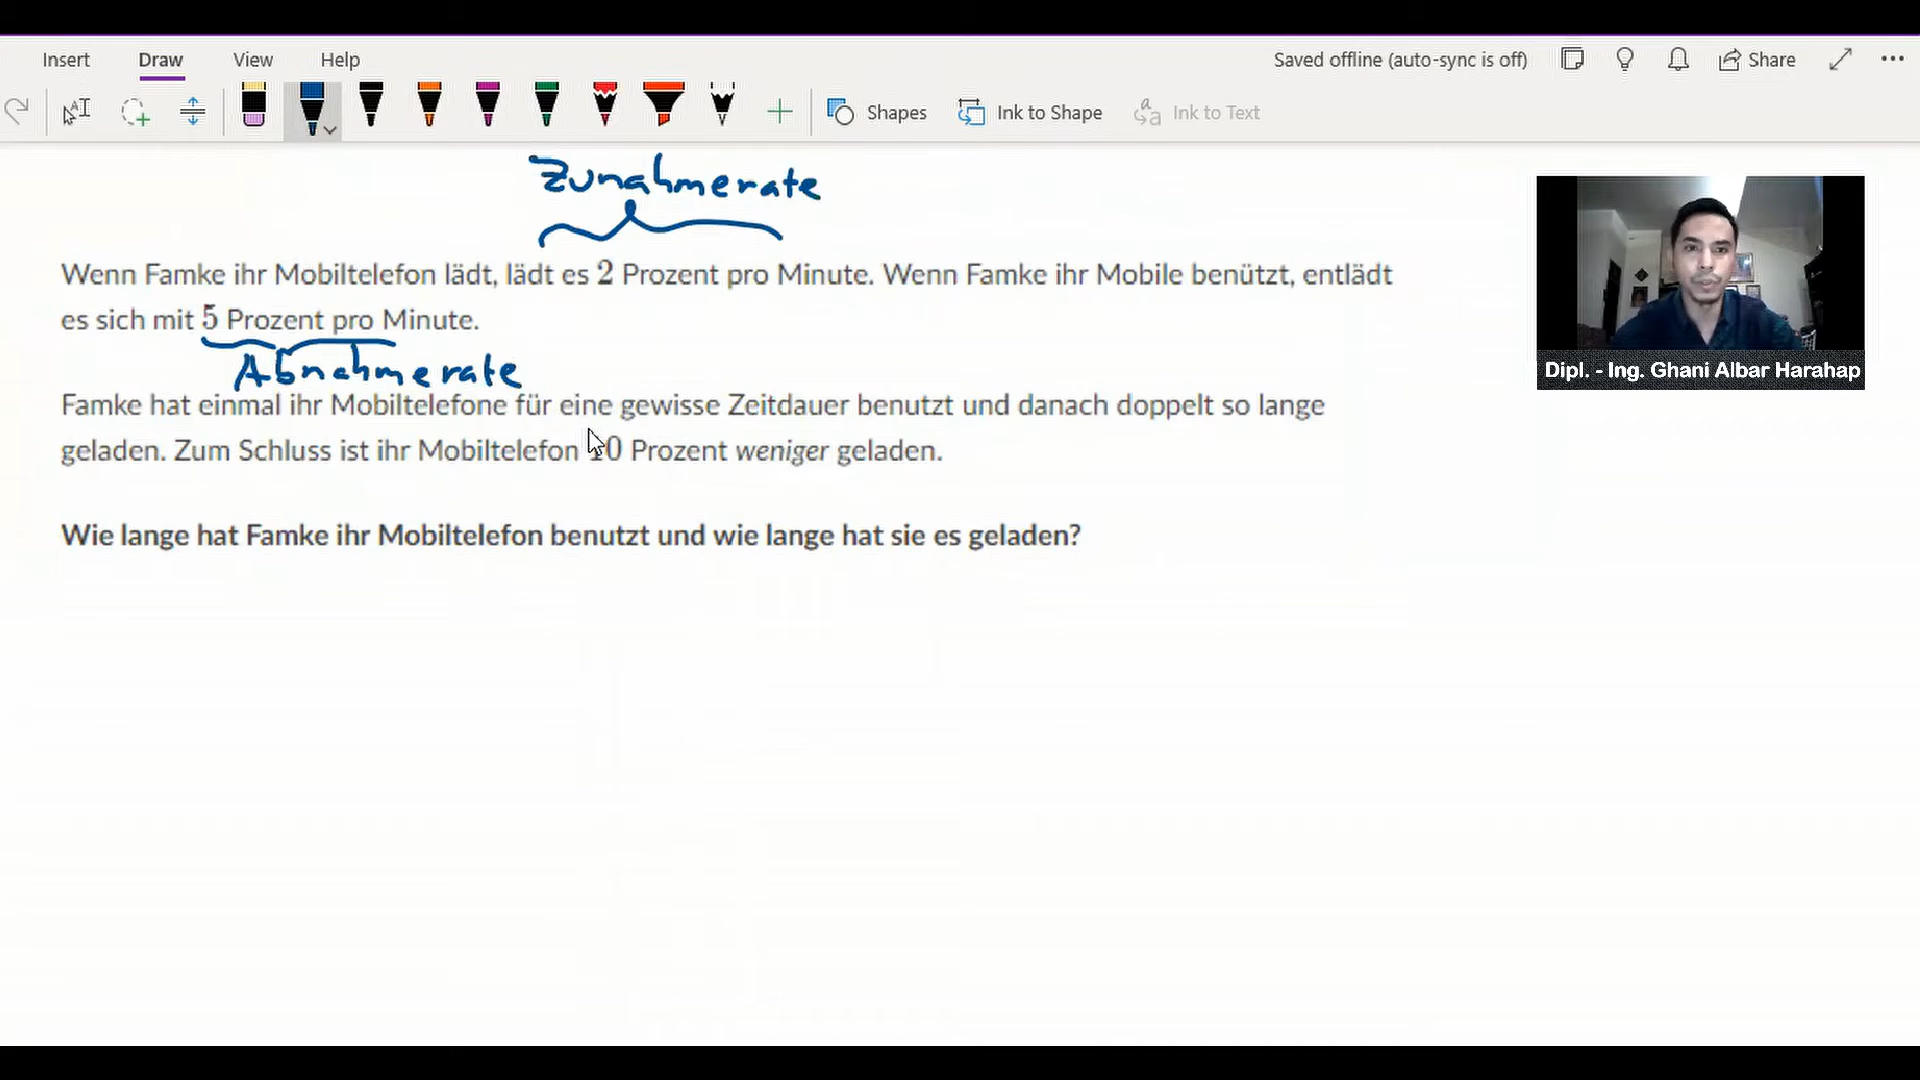 Insert Draw View Help Saved offline (auto-sync is off) Share
Shapes Ink to Shape Ink to Text
Zunahmerate
Wenn Famke ihr Mobiltelefon lädt, lädt es 2 Prozent pro Minute. Wenn Famke ihr Mobile benützt, entlädt
es sich mit 5 Prozent pro Minute.
Abnahmerate
Famke hat einmal ihr Mobiltelefone für eine gewisse Zeitdauer benutzt und danach doppelt so lange
geladen. Zum Schluss ist ihr Mobiltelefon 10 Prozent weniger geladen.
Wie lange hat Famke ihr Mobiltelefon benutzt und wie lange hat sie es geladen?
Dipl. - Ing. Ghani Albar Harahap